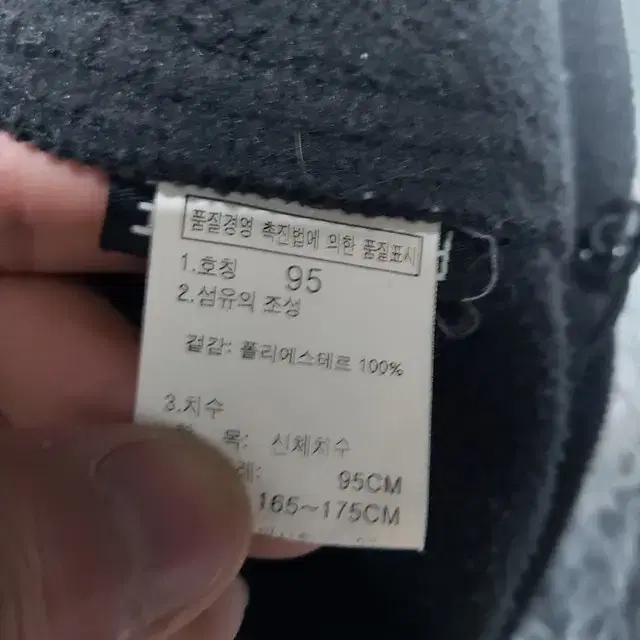 품질경영 촉진법에 의한 품질표시
1.호칭 95
2.섬유의 조성
겉감: 폴리에스테르 100%
3.치수
목: 신체치수
95CM
165~175CM